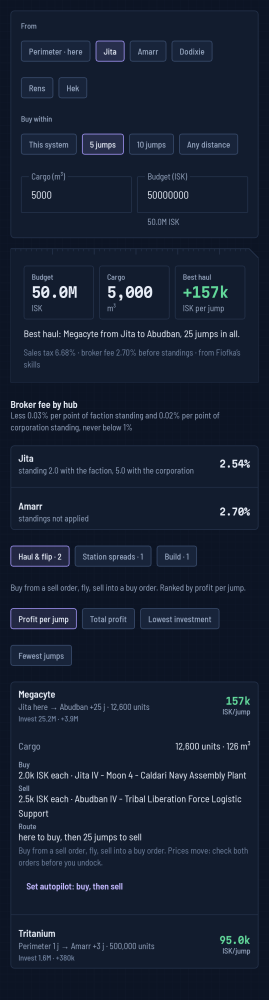 From
Perimeter · here
Jita
Amarr
Dodixie
Rens
Hek
Buy within
This system
5 jumps
10 jumps
Any distance
Cargo (m³)
5000
Budget (ISK)
50000000
50.0M ISK
Budget
50.0M
ISK
Cargo
5,000
m³
Best haul
+157k
ISK per jump
Best haul: Megacyte from Jita to Abudban, 25 jumps in all.
Sales tax 6.68% · broker fee 2.70% before standings · from Fiofka's
skills
Broker fee by hub
Less 0.03% per point of faction standing and 0.02% per point of
corporation standing, never below 1%
Jita
standing 2.0 with the faction, 5.0 with the corporation
2.54%
Amarr
standings not applied
2.70%
Haul & flip · 2
Station spreads · 1
Build · 1
Buy from a sell order, fly, sell into a buy order. Ranked by profit per jump.
Profit per jump
Total profit
Lowest investment
Fewest jumps
Megacyte
Jita here → Abudban +25 j · 12,600 units
Invest 25.2M · +3.9M
157k
ISK/jump
Cargo
12,600 units · 126 m³
Buy
2.0k ISK each · Jita IV - Moon 4 - Caldari Navy Assembly Plant
Sell
2.5k ISK each · Abudban IV - Tribal Liberation Force Logistic
Support
Route
here to buy, then 25 jumps to sell
Buy from a sell order, fly, sell into a buy order. Prices move: check both
orders before you undock.
Set autopilot: buy, then sell
Tritanium
Perimeter 1 j → Amarr +3 j · 500,000 units
Invest 1.6M · +380k
95.0k
ISK/jump